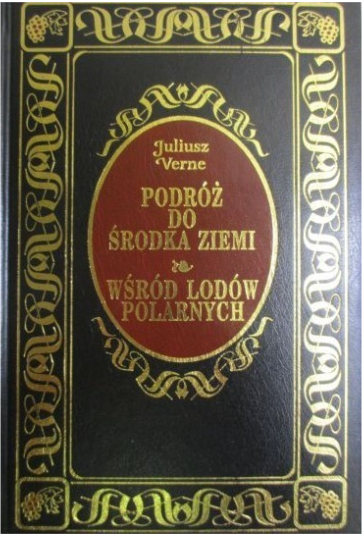 Juliusz
Verne
PODRÓŻ
DO
ŚRODKA ZIEMI
WŚRÓD LODÓW
POLARNYCH